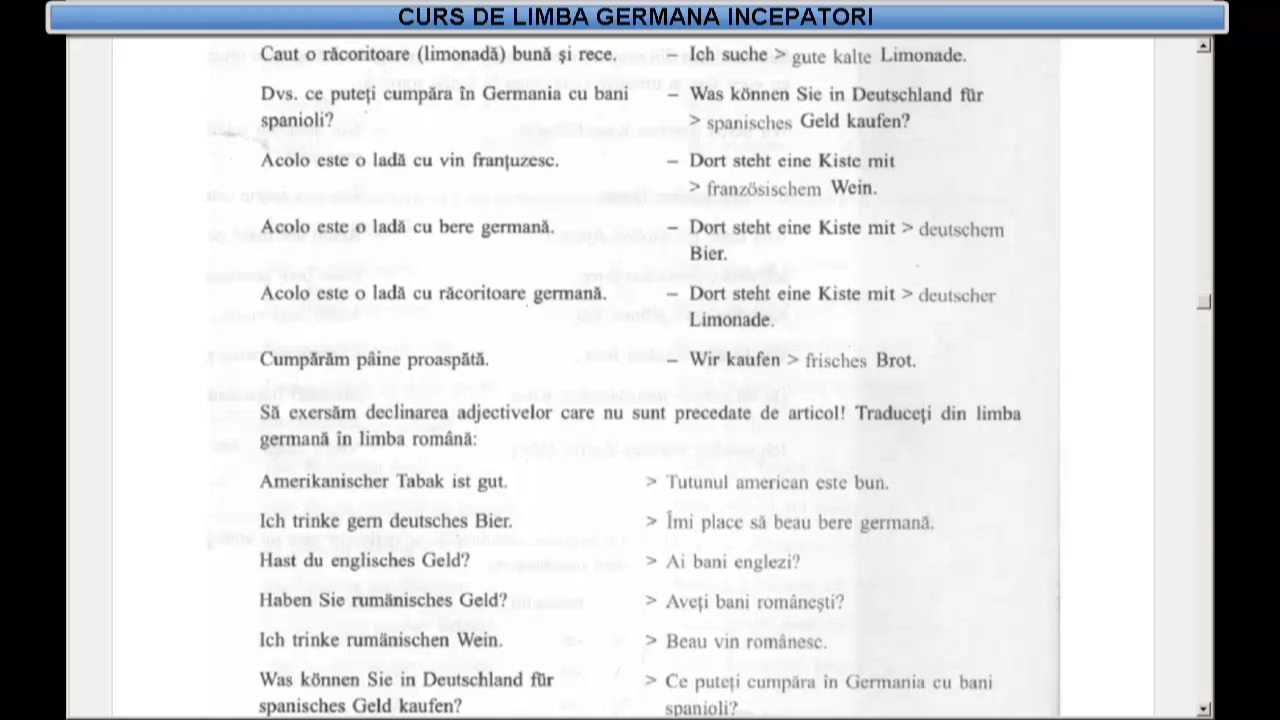 CURS DE LIMBA GERMANA INCEPATORI
Caut o răcoritoare (limonadă) bună și rece. – Ich suche > gute kalte Limonade.
Dvs. ce puteți cumpăra în Germania cu bani – Was können Sie in Deutschland für
spanioli? > spanisches Geld kaufen?
Acolo este o ladă cu vin franțuzesc. – Dort steht eine Kiste mit
> französischem Wein.
Acolo este o ladă cu bere germană. – Dort steht eine Kiste mit > deutschem
Bier.
Acolo este o ladă cu răcoritoare germană. – Dort steht eine Kiste mit > deutscher
Limonade.
Cumpărăm pâine proaspătă. – Wir kaufen > frisches Brot.
Să exersăm declinarea adjectivelor care nu sunt precedate de articol! Traduceți din limba
germană în limba română:
Amerikanischer Tabak ist gut. > Tutunul american este bun.
Ich trinke gern deutsches Bier. > Îmi place să beau bere germană.
Hast du englisches Geld? > Ai bani englezi?
Haben Sie rumänisches Geld? > Aveți bani românești?
Ich trinke rumänischen Wein. > Beau vin românesc.
Was können Sie in Deutschland für > Ce puteți cumpăra în Germania cu bani
spanisches Geld kaufen? spanioli?